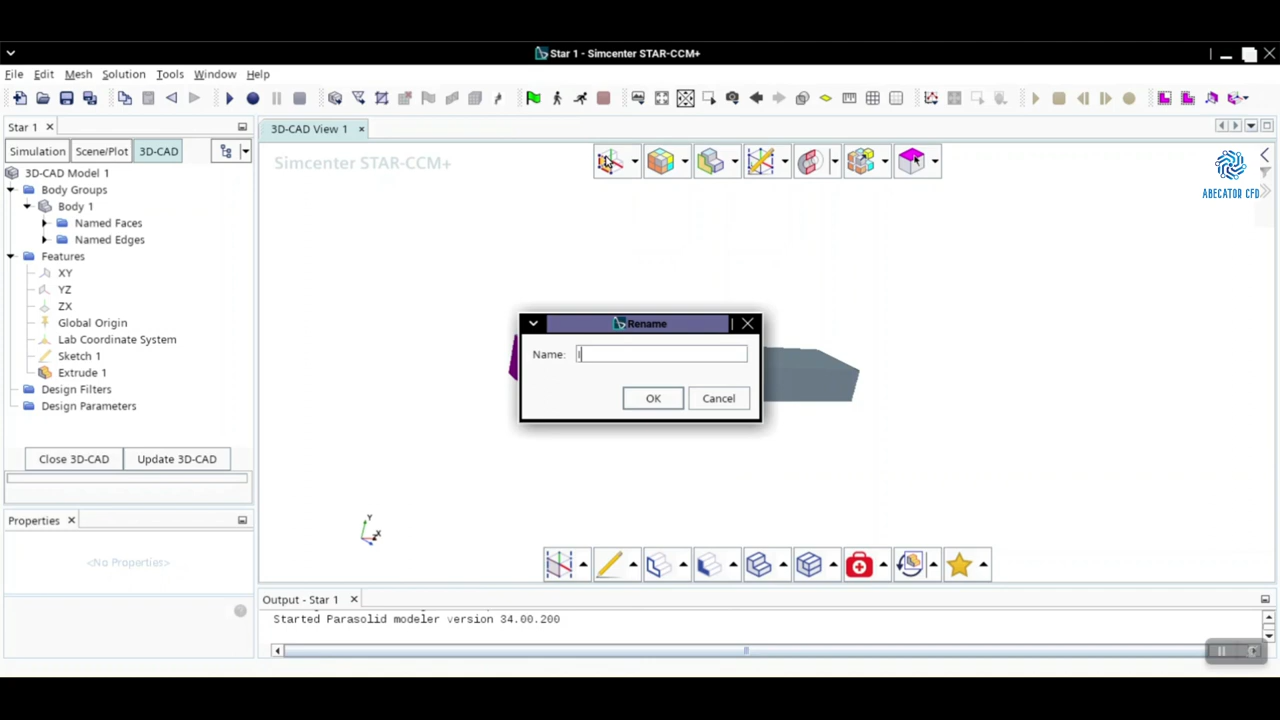 Star 1 - Simcenter STAR-CCM+
File Edit Mesh Solution Tools Window Help
Star 1
3D-CAD View 1
Simulation Scene/Plot 3D-CAD
Simcenter STAR-CCM+
ABECATOR CFD
3D-CAD Model 1
Body Groups
Body 1
Named Faces
Named Edges
Features
XY
YZ
ZX
Global Origin
Lab Coordinate System
Sketch 1
Extrude 1
Design Filters
Design Parameters
Rename
Name:
OK Cancel
Close 3D-CAD Update 3D-CAD
Properties
<No Properties>
Y
X
Output - Star 1
Started Parasolid modeler version 34.00.200